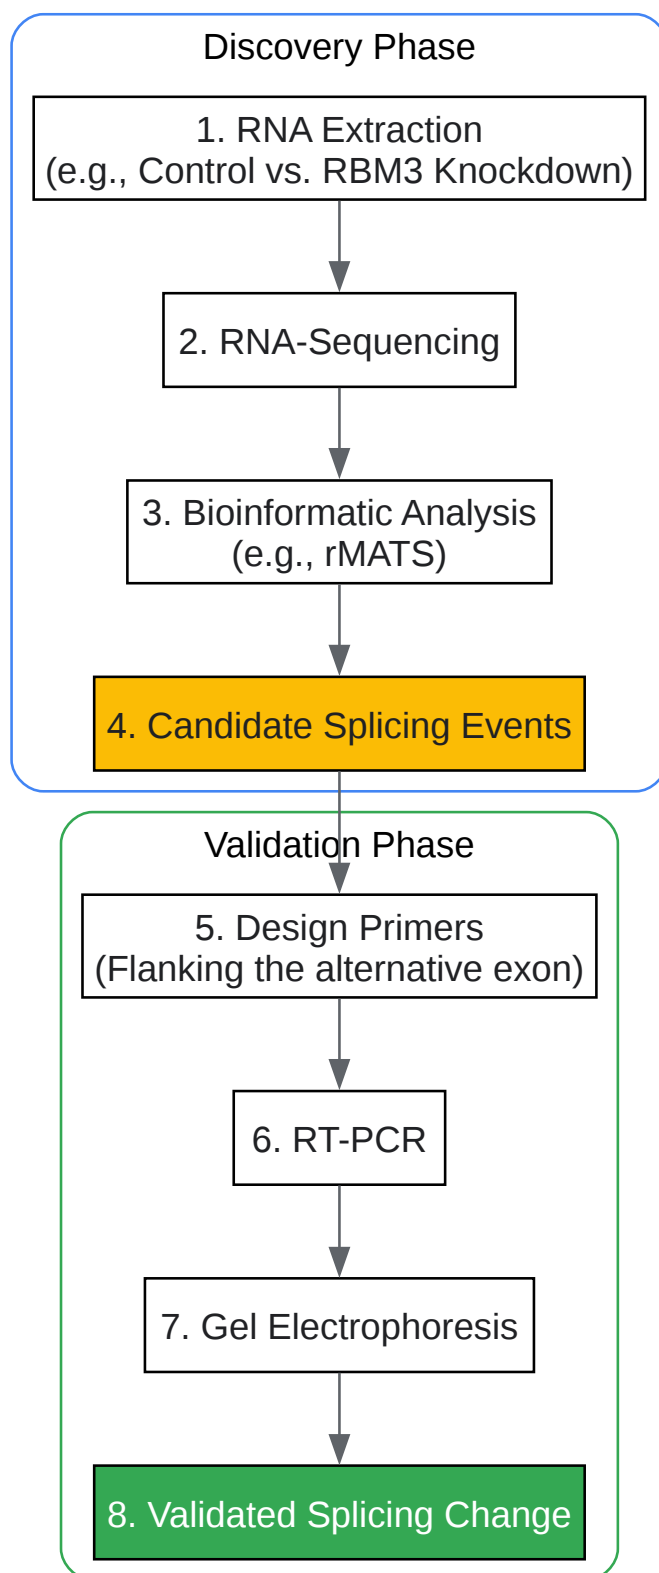 Discovery Phase
1. RNA Extraction
(e.g., Control vs. RBM3 Knockdown)
2. RNA-Sequencing
3. Bioinformatic Analysis
(e.g., rMATS)
4. Candidate Splicing Events
Validation Phase
5. Design Primers
(Flanking the alternative exon)
6. RT-PCR
7. Gel Electrophoresis
8. Validated Splicing Change